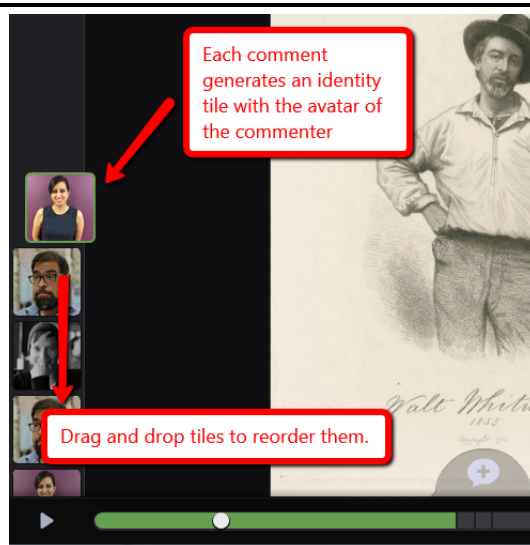 Each comment
generates an identity
tile with the avatar of
the commenter
Drag and drop tiles to reorder them.
Walt
1855
Copyright